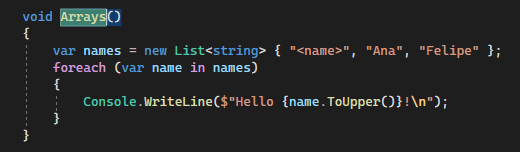 void Arrays()
{
    var names = new List<string> { "<name>", "Ana", "Felipe" };
    foreach (var name in names)
    {
        Console.WriteLine($"Hello {name.ToUpper()}!\n");
    }
}